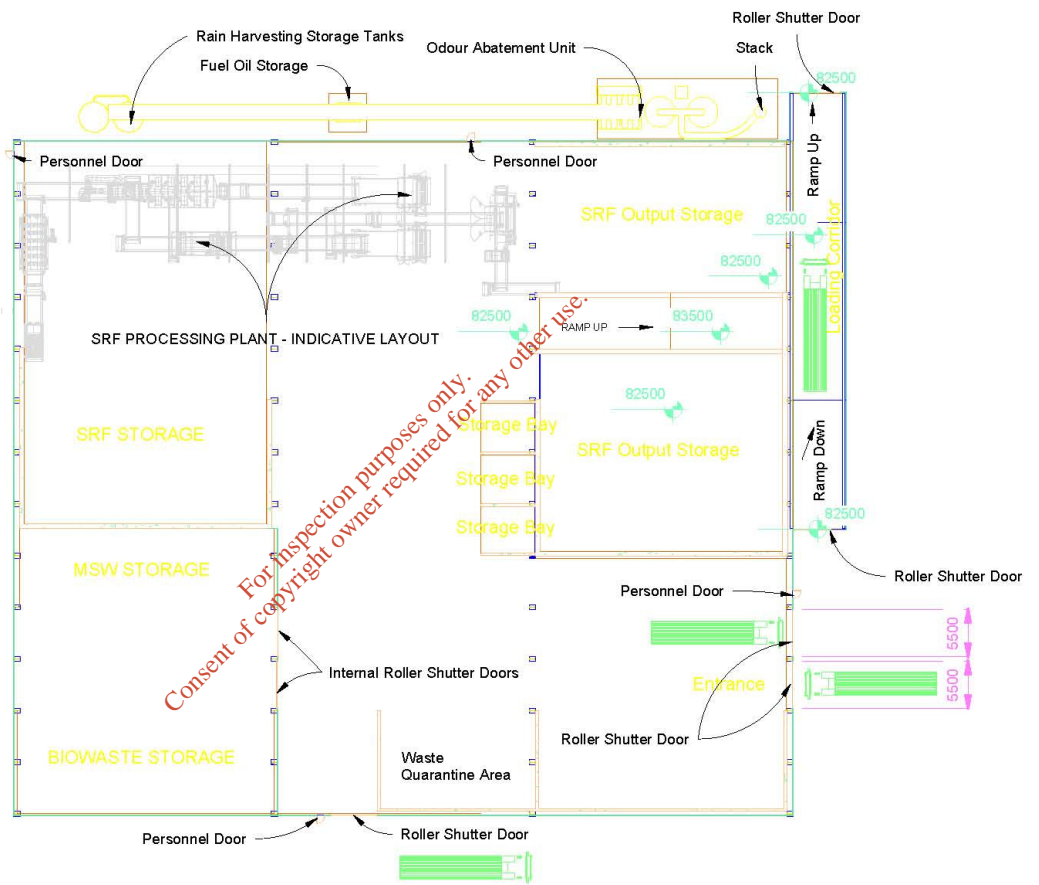 Roller Shutter Door
Rain Harvesting Storage Tanks
Odour Abatement Unit
Stack
Fuel Oil Storage
82500
Personnel Door
Personnel Door
Ramp Up
SRF Output Storage
82500
Loading Corridor
82500
82500
RAMP UP
83500
SRF PROCESSING PLANT - INDICATIVE LAYOUT
82500
SRF STORAGE
Storage Bay
SRF Output Storage
Ramp Down
Storage Bay
82500
Storage Bay
MSW STORAGE
Roller Shutter Door
Personnel Door
5500
Internal Roller Shutter Doors
Entrance
5500
Roller Shutter Door
BIOWASTE STORAGE
Waste
Quarantine Area
Personnel Door
Roller Shutter Door
For inspection purposes only.
Consent of copyright owner required for any other use.